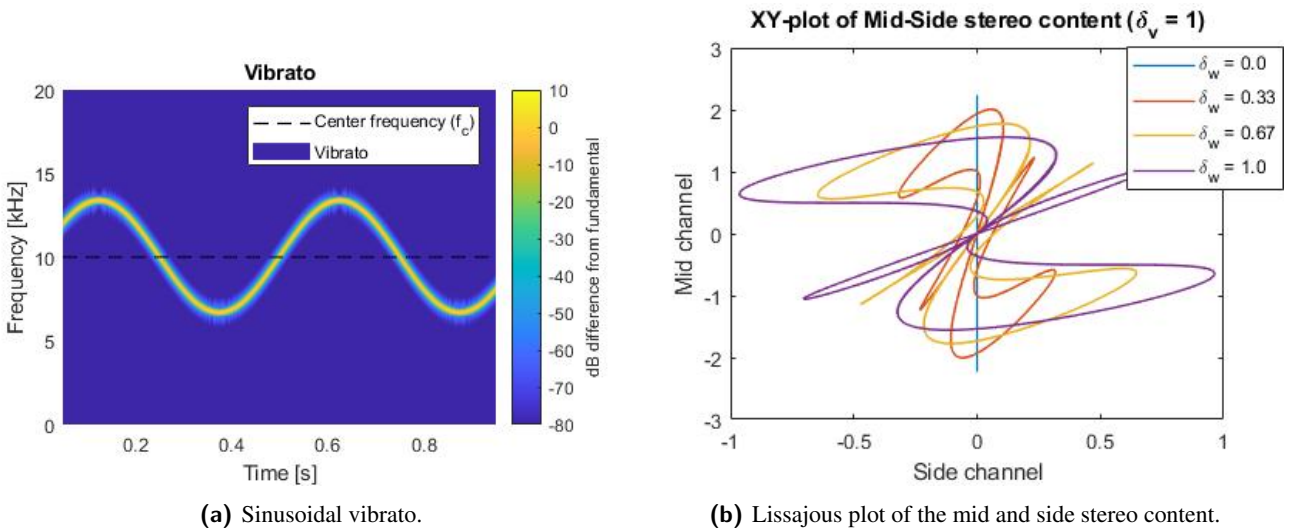 Vibrato
20
15
10
5
0
Frequency [kHz]
0.2
0.4
0.6
0.8
Time [s]
Center frequency (f_c)
Vibrato
10
0
-10
-20
-30
-40
-50
-60
-70
-80
dB difference from fundamental
(a) Sinusoidal vibrato.
XY-plot of Mid-Side stereo content (δ_v = 1)
3
2
1
0
-1
-2
-3
Mid channel
-1
-0.5
0
0.5
1
Side channel
δ_w = 0.0
δ_w = 0.33
δ_w = 0.67
δ_w = 1.0
(b) Lissajous plot of the mid and side stereo content.